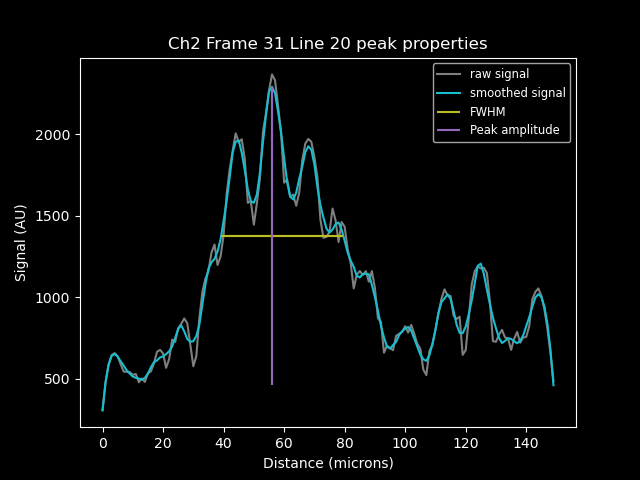 Ch2 Frame 31 Line 20 peak properties
raw signal
smoothed signal
FWHM
Peak amplitude
Signal (AU)
2000
1500
1000
500
0 20 40 60 80 100 120 140
Distance (microns)